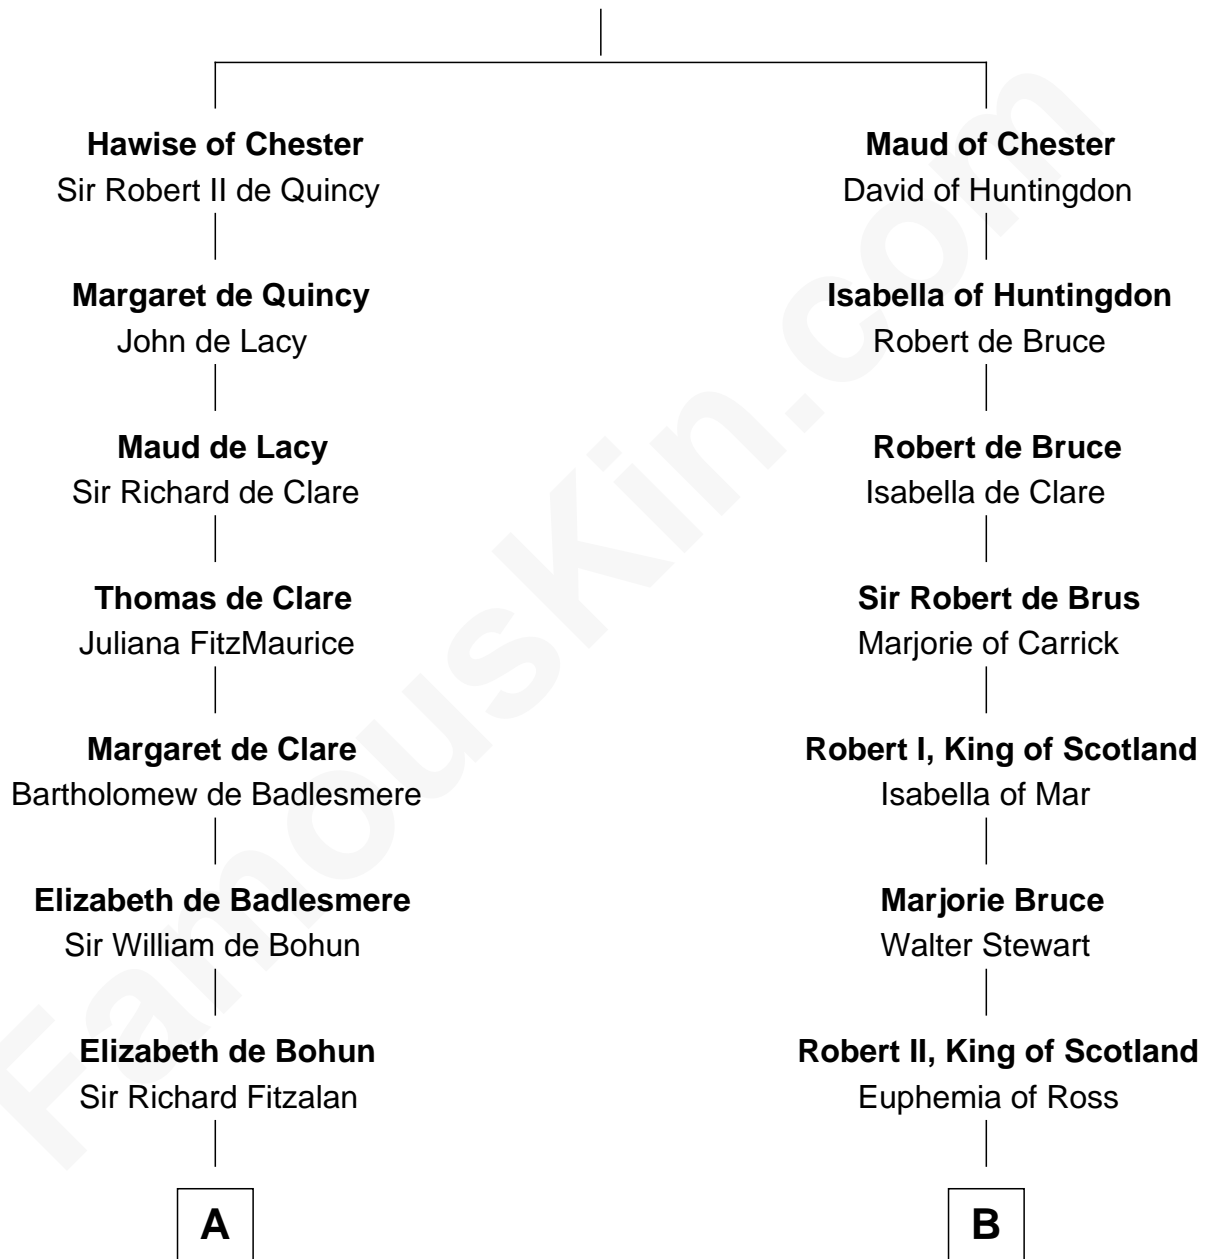 Hawise of Chester
Sir Robert II de Quincy
Maud of Chester
David of Huntingdon
Margaret de Quincy
John de Lacy
Isabella of Huntingdon
Robert de Bruce
Maud de Lacy
Sir Richard de Clare
Robert de Bruce
Isabella de Clare
Thomas de Clare
Juliana FitzMaurice
Sir Robert de Brus
Marjorie of Carrick
Margaret de Clare
Bartholomew de Badlesmere
Robert I, King of Scotland
Isabella of Mar
Elizabeth de Badlesmere
Sir William de Bohun
Marjorie Bruce
Walter Stewart
Elizabeth de Bohun
Sir Richard Fitzalan
Robert II, King of Scotland
Euphemia of Ross
A
B
FamousKin.com